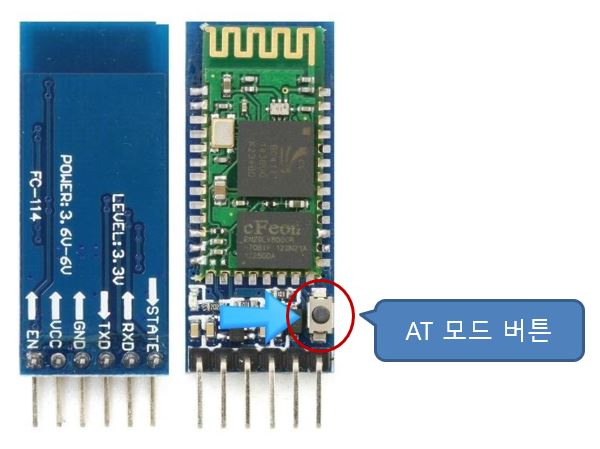 FC-114
POWER:3.6V-6V
LEVEL:3.3V
EN
VCC
GND
TXD
RXD
STATE
cFeon
AT 모드 버튼